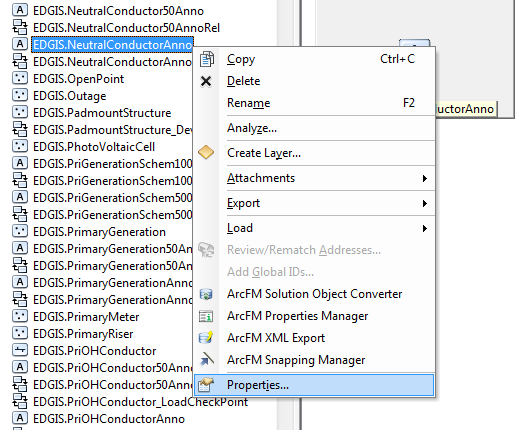 EDGIS.NeutralConductor50Anno
EDGIS.NeutralConductor50AnnoRel
EDGIS.NeutralConductorAnno
EDGIS.NeutralConductorAnno
EDGIS.OpenPoint
EDGIS.Outage
EDGIS.PadmountStructure
EDGIS.PadmountStructure_Dev
EDGIS.PhotoVoltaicCell
EDGIS.PriGenerationSchem100
EDGIS.PriGenerationSchem100
EDGIS.PriGenerationSchem500
EDGIS.PriGenerationSchem500
EDGIS.PrimaryGeneration
EDGIS.PrimaryGeneration50An
EDGIS.PrimaryGeneration50An
EDGIS.PrimaryGenerationAnno
EDGIS.PrimaryGenerationAnno
EDGIS.PrimaryMeter
EDGIS.PrimaryRiser
EDGIS.PriOHConductor
EDGIS.PriOHConductor50Anno
EDGIS.PriOHConductor50Anno
EDGIS.PriOHConductor_LoadCheckPoint
EDGIS.PriOHConductorAnno
Copy Ctrl+C
Delete
Rename F2
Analyze...
Create Layer...
Attachments
Export
Load
Review/Rematch Addresses...
Add Global IDs...
ArcFM Solution Object Converter
ArcFM Properties Manager
ArcFM XML Export
ArcFM Snapping Manager
Properties...
uctorAnno